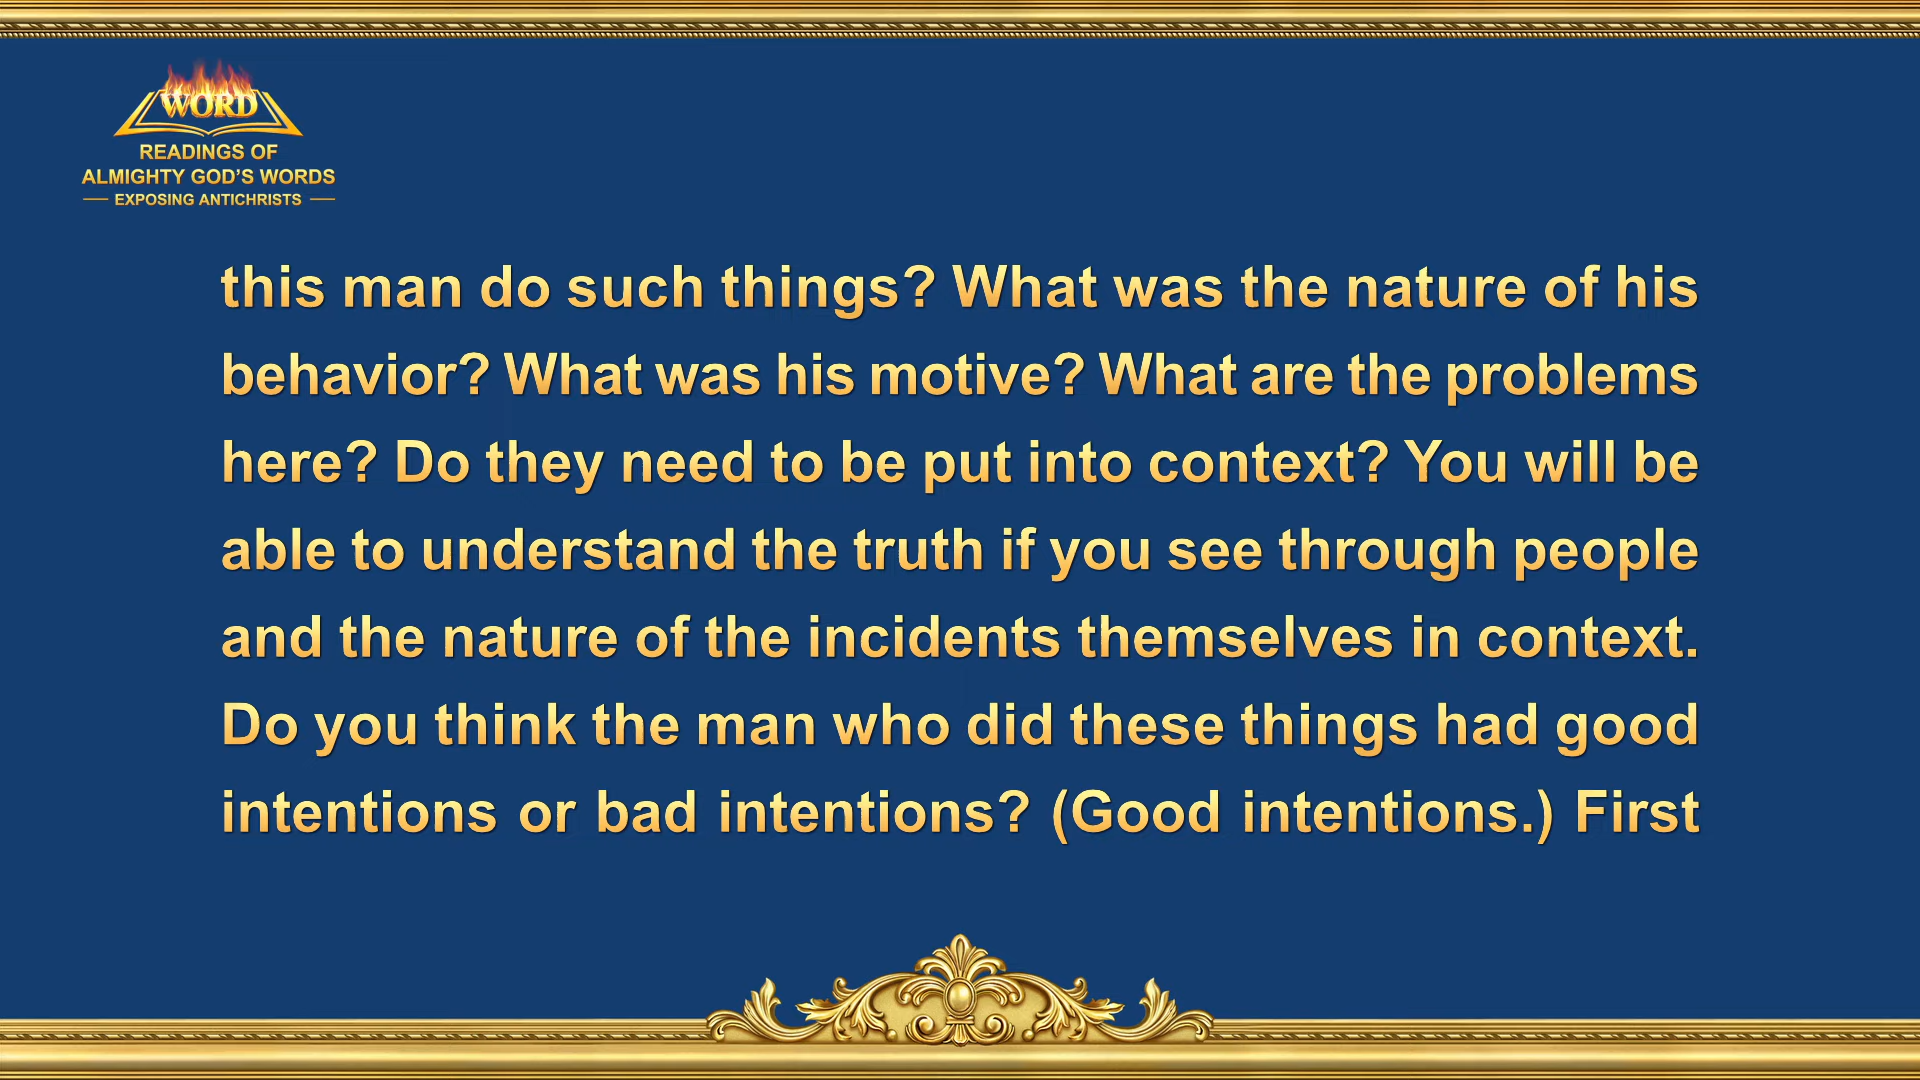 WORD
READINGS OF
ALMIGHTY GOD'S WORDS
EXPOSING ANTICHRISTS
this man do such things? What was the nature of his
behavior? What was his motive? What are the problems
here? Do they need to be put into context? You will be
able to understand the truth if you see through people
and the nature of the incidents themselves in context.
Do you think the man who did these things had good
intentions or bad intentions? (Good intentions.) First